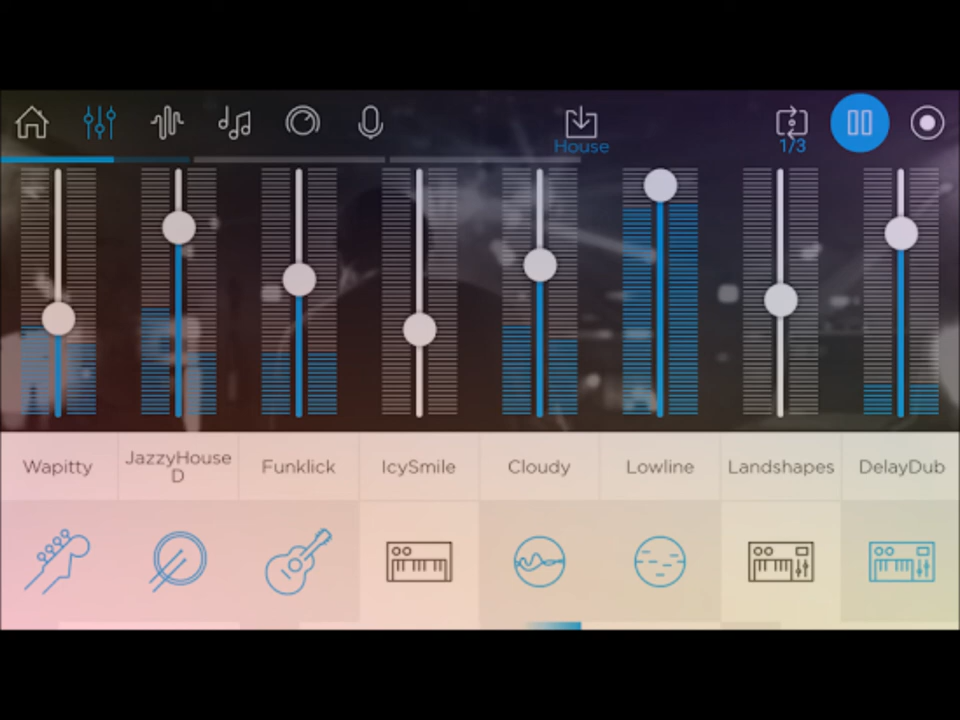 House
1/3
Wapitty
JazzyHouse
D
Funklick
IcySmile
Cloudy
Lowline
Landshapes
DelayDub